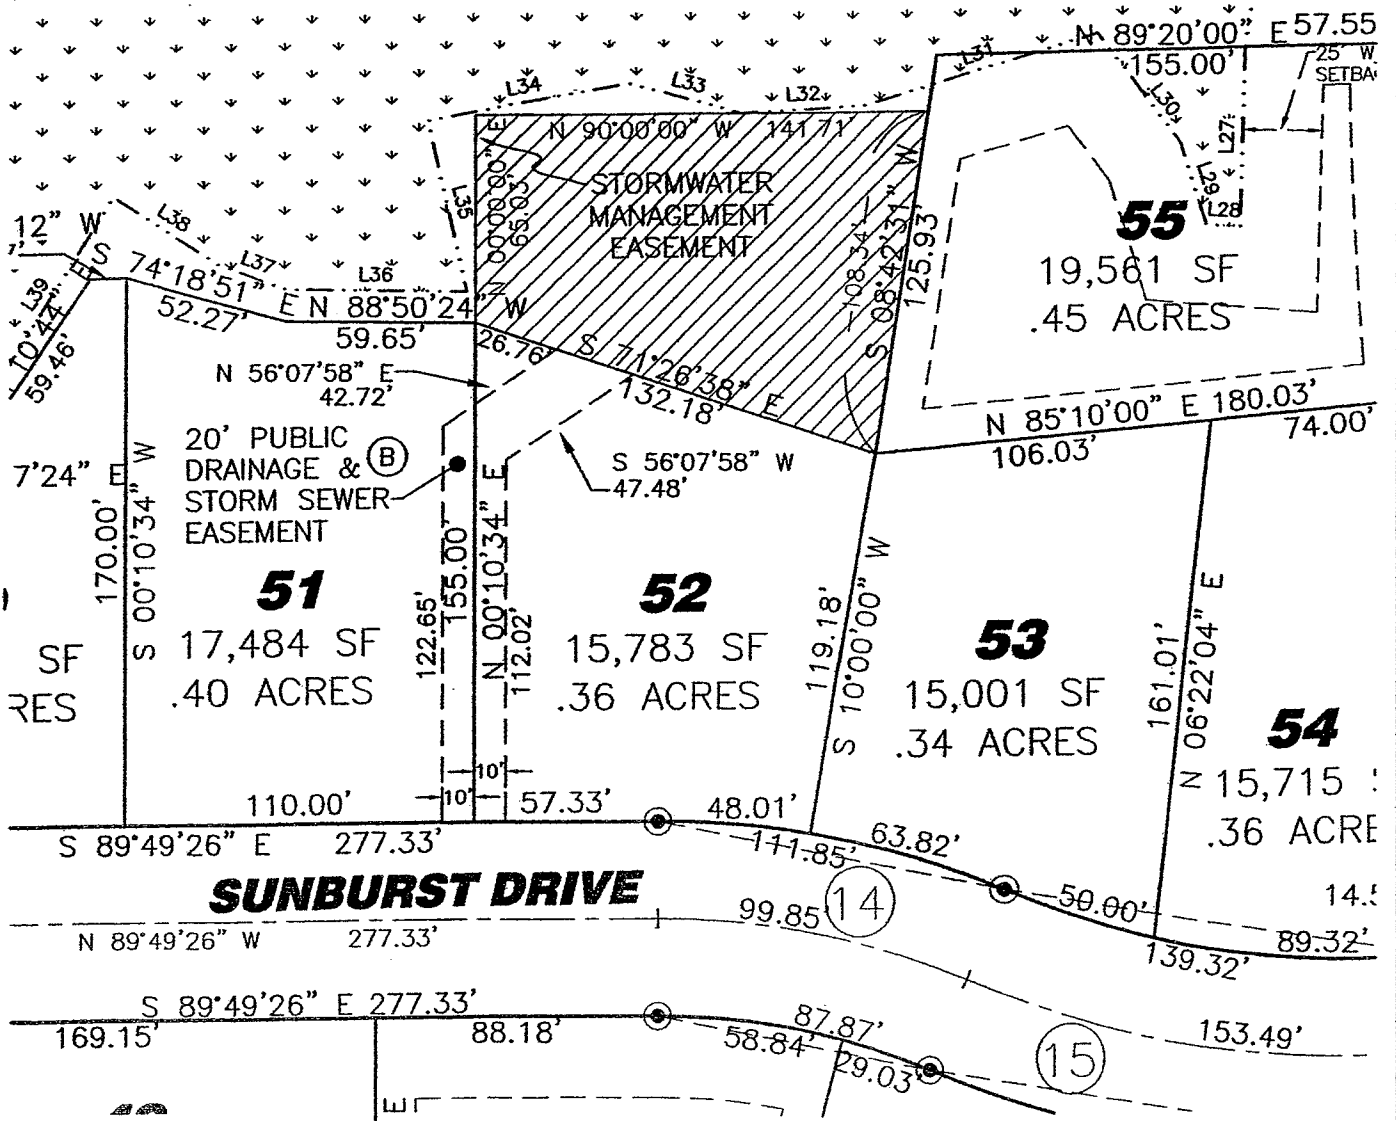 N 89°20'00" E 57.55
155.00'
25' W
SETBA
L31
L34
L33
L32
L30
L27
L29
L28
N 90°00'00" W 141.71'
N 00°00'00" E
65.03'
STORMWATER
MANAGEMENT
EASEMENT
L35
S 08°42'31" W
125.93'
108.34'
55
19,561 SF
.45 ACRES
12" W
7'
L38
L37
L36
L39
S 74°18'51" E
52.27'
N 88°50'24" W
59.65'
10'44" E
59.46'
26.76'
S 71°26'38" E
132.18'
N 56°07'58" E
42.72'
N 85°10'00" E 180.03'
106.03'
74.00'
20' PUBLIC
DRAINAGE & B
STORM SEWER
EASEMENT
S 56°07'58" W
47.48'
7'24" E
170.00'
S 00°10'34" W
51
17,484 SF
.40 ACRES
122.65'
155.00'
N 00°10'34" E
112.02'
52
15,783 SF
.36 ACRES
119.18'
S 10°00'00" W
53
15,001 SF
.34 ACRES
161.01'
N 06°22'04" E
54
15,715
.36 ACRE
SF
RES
10'
10'
110.00'
57.33'
48.01'
63.82'
S 89°49'26" E 277.33'
111.85'
SUNBURST DRIVE
99.85'
14
50.00'
14.5
89.32'
139.32'
N 89°49'26" W 277.33'
S 89°49'26" E 277.33'
169.15'
88.18'
87.87'
58.84'
29.03'
15
153.49'
E